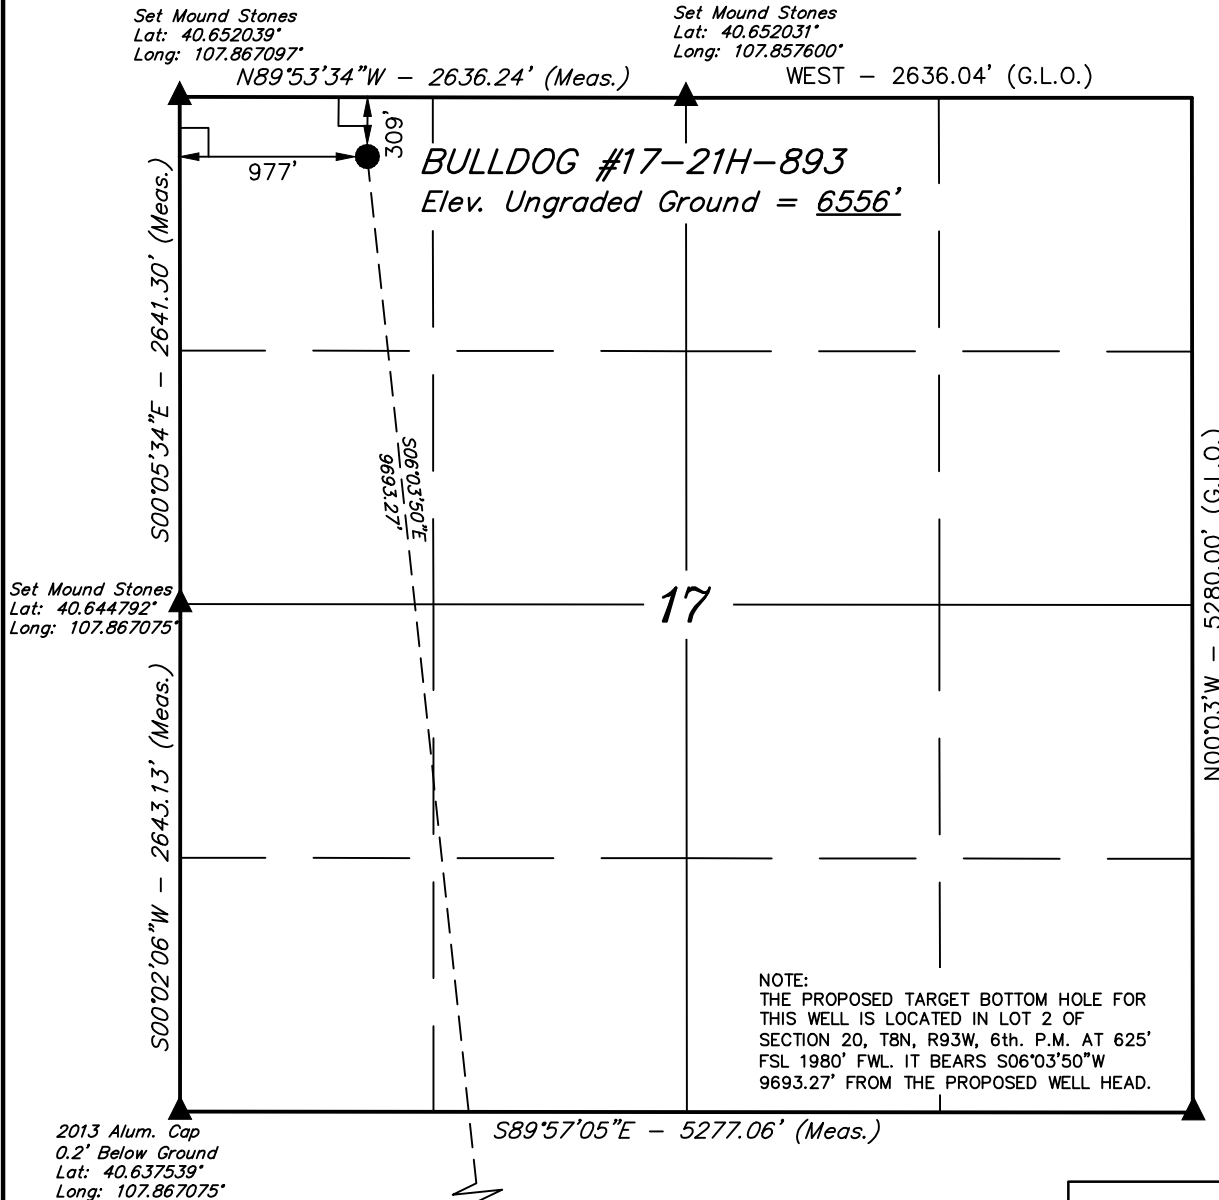 Set Mound Stones
Lat: 40.652039°
Long: 107.867097°
Set Mound Stones
Lat: 40.652031°
Long: 107.857600°
N89°53'34"W – 2636.24' (Meas.)
WEST – 2636.04' (G.L.O.)
309'
977'
BULLDOG #17-21H-893
Elev. Ungraded Ground = 6556'
S00°05'34"E – 2641.30' (Meas.)
S06°03'50"E
9693.27'
N00°03'W – 5280.00' (G.L.O.)
Set Mound Stones
Lat: 40.644792°
Long: 107.867075°
17
S00°02'06"W – 2643.13' (Meas.)
NOTE:
THE PROPOSED TARGET BOTTOM HOLE FOR
THIS WELL IS LOCATED IN LOT 2 OF
SECTION 20, T8N, R93W, 6th. P.M. AT 625'
FSL 1980' FWL. IT BEARS S06°03'50"W
9693.27' FROM THE PROPOSED WELL HEAD.
S89°57'05"E – 5277.06' (Meas.)
2013 Alum. Cap
0.2' Below Ground
Lat: 40.637539°
Long: 107.867075°